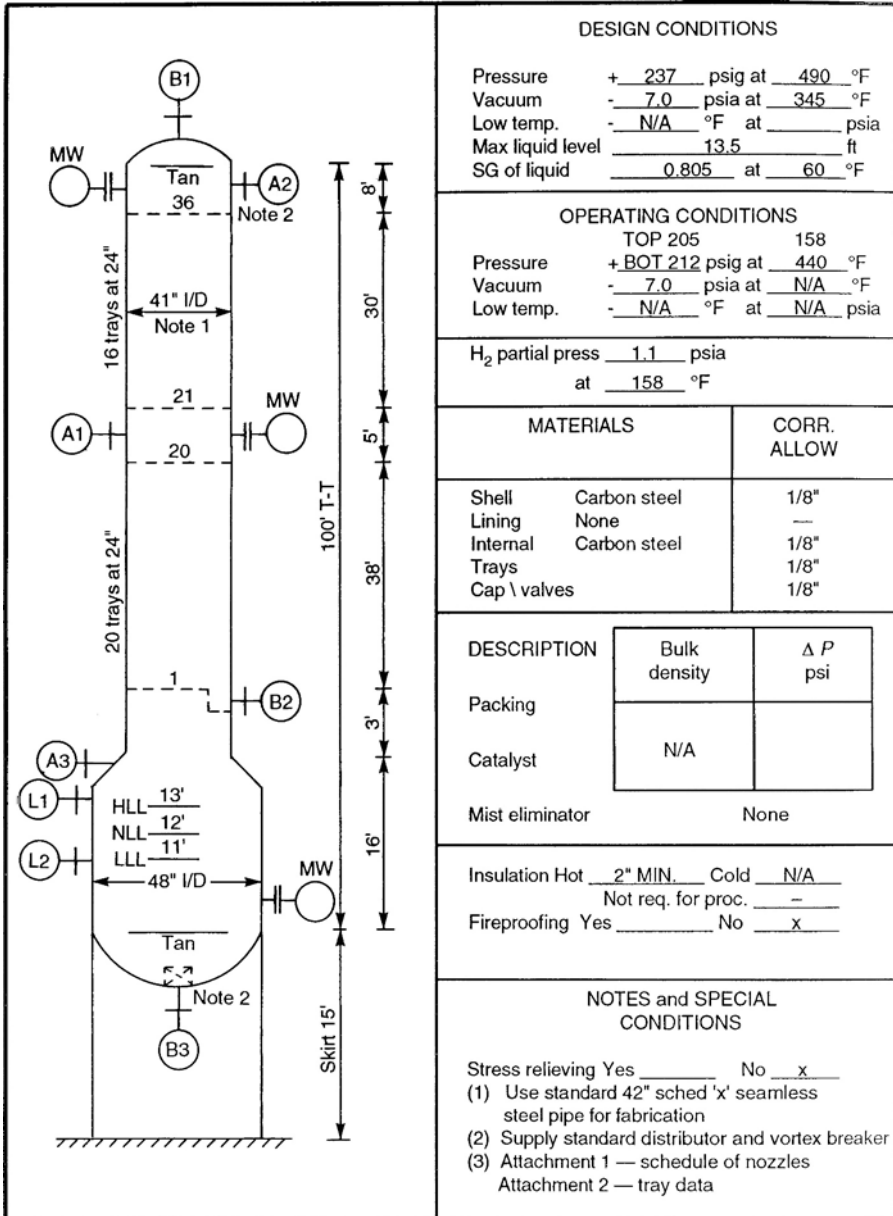 B1
MW
Tan
A2
36
Note 2
8'
16 trays at 24"
41" I/D
Note 1
30'
21
MW
A1
5'
20
100' T-T
20 trays at 24"
38'
1
B2
3'
A3
L1
HLL 13'
NLL 12'
L2
LLL 11'
16'
MW
48" I/D
Tan
Note 2
B3
Skirt 15'
DESIGN CONDITIONS
Pressure + 237 psig at 490 °F
Vacuum - 7.0 psia at 345 °F
Low temp. - N/A °F at psia
Max liquid level 13.5 ft
SG of liquid 0.805 at 60 °F
OPERATING CONDITIONS
TOP 205 158
Pressure + BOT 212 psig at 440 °F
Vacuum - 7.0 psia at N/A °F
Low temp. - N/A °F at N/A psia
H₂ partial press 1.1 psia
at 158 °F
MATERIALS CORR.
ALLOW
Shell Carbon steel 1/8"
Lining None —
Internal Carbon steel 1/8"
Trays 1/8"
Cap \ valves 1/8"
DESCRIPTION Bulk Δ P
density psi
Packing
Catalyst N/A
Mist eliminator None
Insulation Hot 2" MIN. Cold N/A
Not req. for proc. –
Fireproofing Yes No x
NOTES and SPECIAL
CONDITIONS
Stress relieving Yes No x
(1) Use standard 42" sched 'x' seamless
steel pipe for fabrication
(2) Supply standard distributor and vortex breaker
(3) Attachment 1 — schedule of nozzles
Attachment 2 — tray data